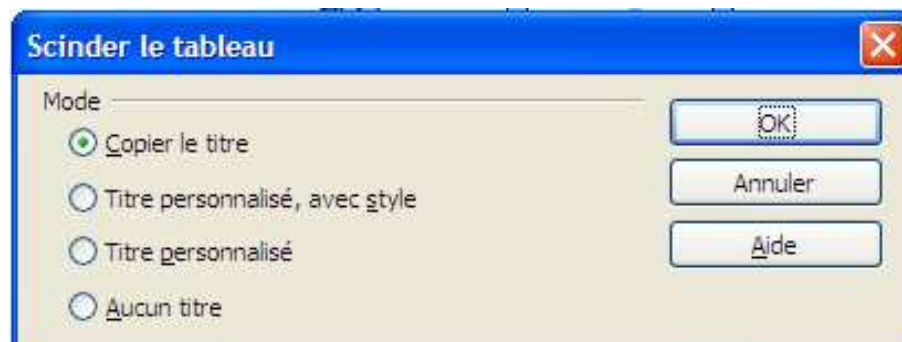 Scinder le tableau
Mode
Copier le titre
Titre personnalisé, avec style
Titre personnalisé
Aucun titre
OK
Annuler
Aide